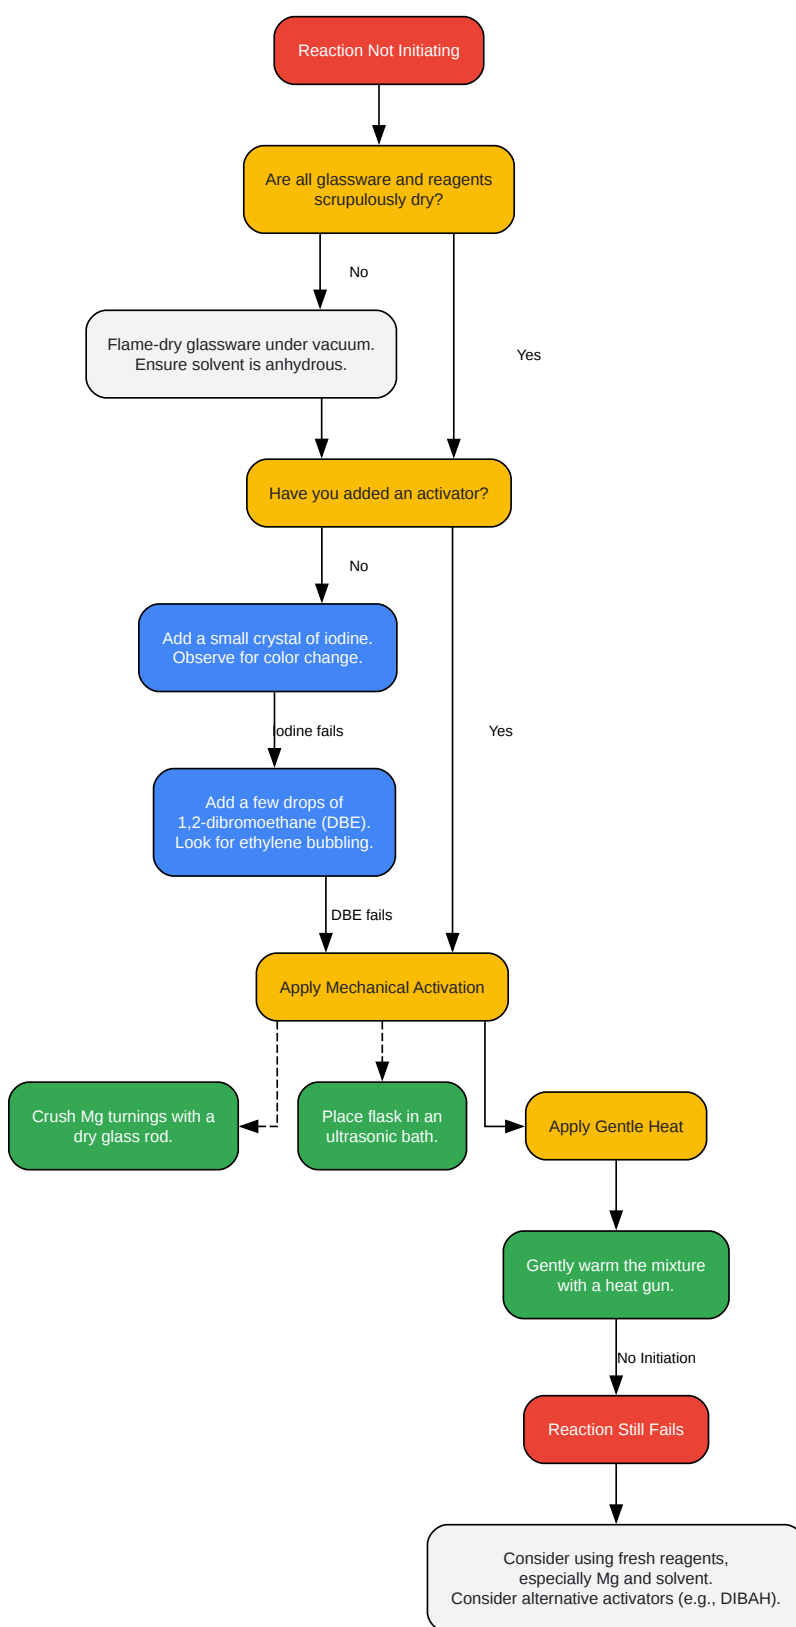 Reaction Not Initiating
Are all glassware and reagents
scrupulously dry?
No
Flame-dry glassware under vacuum.
Ensure solvent is anhydrous.
Yes
Have you added an activator?
No
Add a small crystal of iodine.
Observe for color change.
Iodine fails
Yes
Add a few drops of
1,2-dibromoethane (DBE).
Look for ethylene bubbling.
DBE fails
Apply Mechanical Activation
Crush Mg turnings with a
dry glass rod.
Place flask in an
ultrasonic bath.
Apply Gentle Heat
Gently warm the mixture
with a heat gun.
No Initiation
Reaction Still Fails
Consider using fresh reagents,
especially Mg and solvent.
Consider alternative activators (e.g., DIBAH).